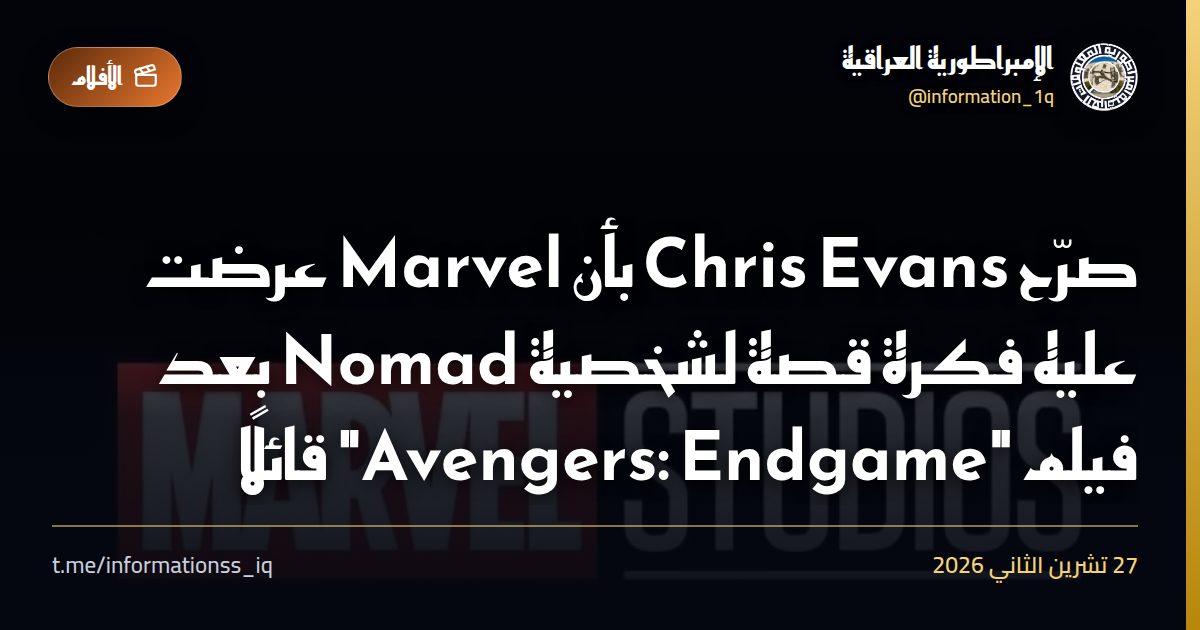 الإمبراطورية العراقية
@information_1q
الأفلام
صرّح Chris Evans بأن Marvel عرضت
عليه فكرة قصة لشخصية Nomad بعد
فيلم "Avengers: Endgame" قائلًا
MARVEL STUDIOS
27 تشرين الثاني 2026
t.me/informationss_iq